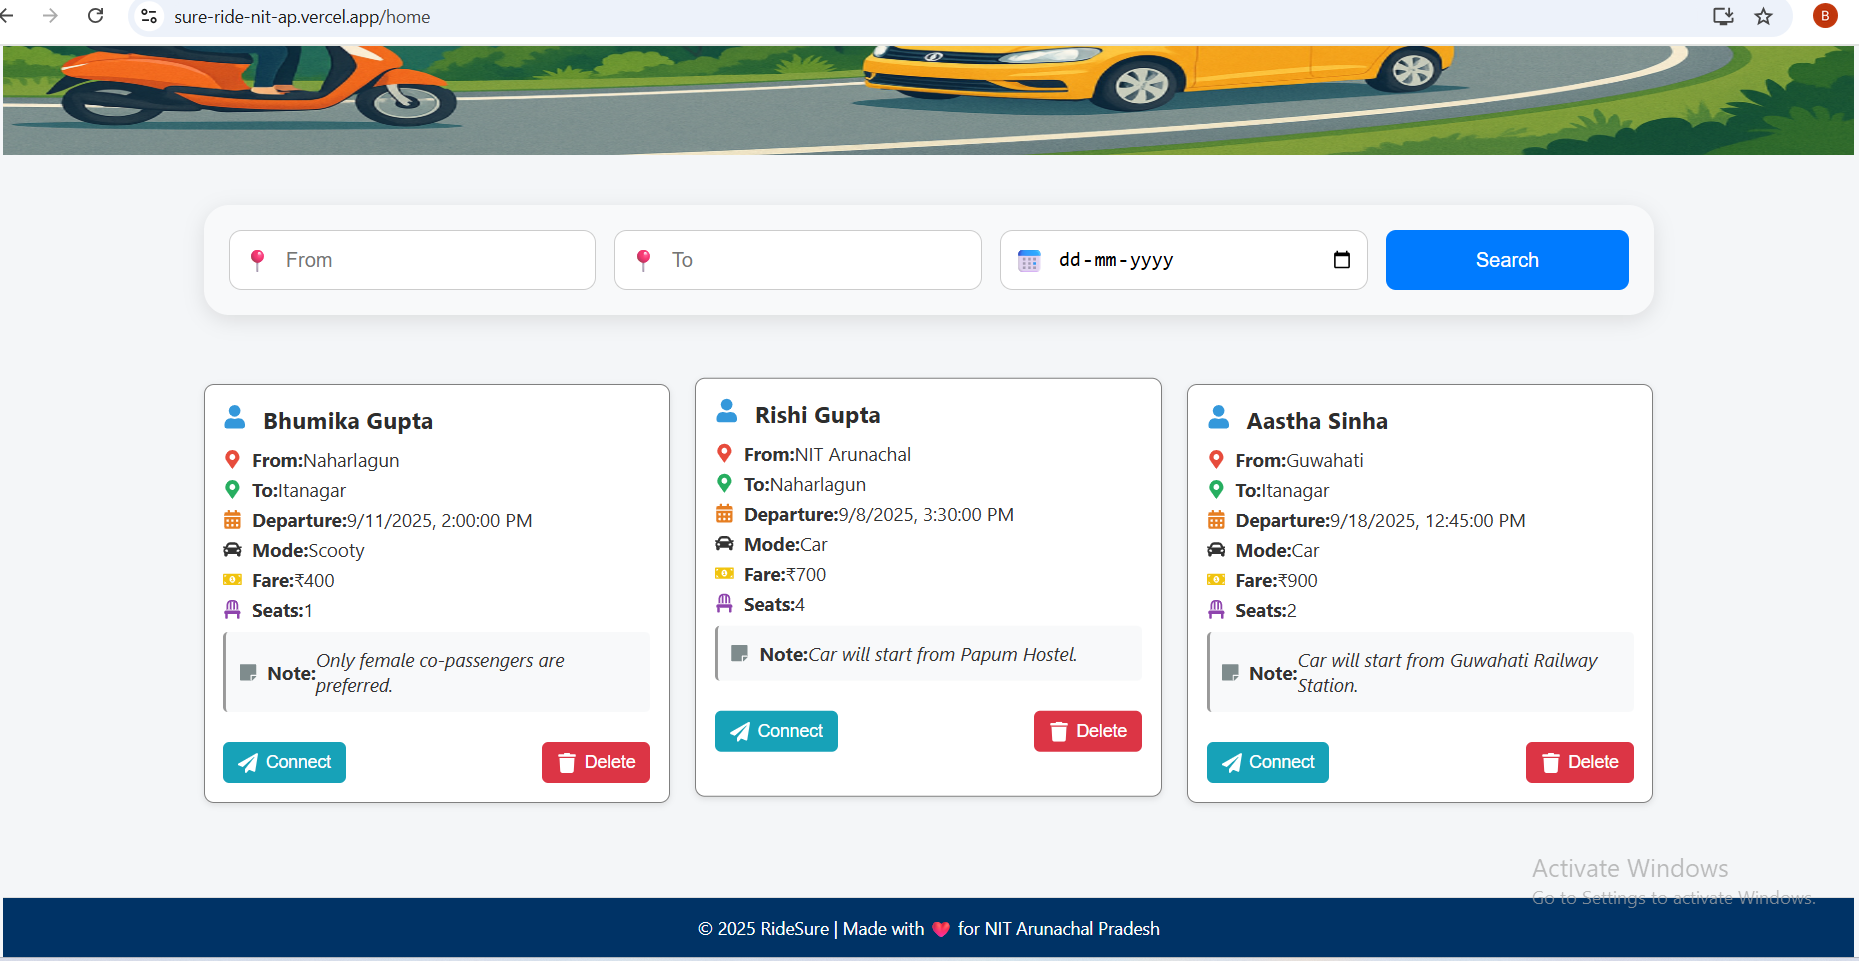 sure-ride-nit-ap.vercel.app/home
B
From
To
dd-mm-yyyy
Search
Bhumika Gupta
From:Naharlagun
To:Itanagar
Departure:9/11/2025, 2:00:00 PM
Mode:Scooty
Fare:₹400
Seats:1
Note:Only female co-passengers are
preferred.
Connect
Delete
Rishi Gupta
From:NIT Arunachal
To:Naharlagun
Departure:9/8/2025, 3:30:00 PM
Mode:Car
Fare:₹700
Seats:4
Note:Car will start from Papum Hostel.
Connect
Delete
Aastha Sinha
From:Guwahati
To:Itanagar
Departure:9/18/2025, 12:45:00 PM
Mode:Car
Fare:₹900
Seats:2
Note:Car will start from Guwahati Railway
Station.
Connect
Delete
Activate Windows
Go to Settings to activate Windows.
© 2025 RideSure | Made with ❤️ for NIT Arunachal Pradesh